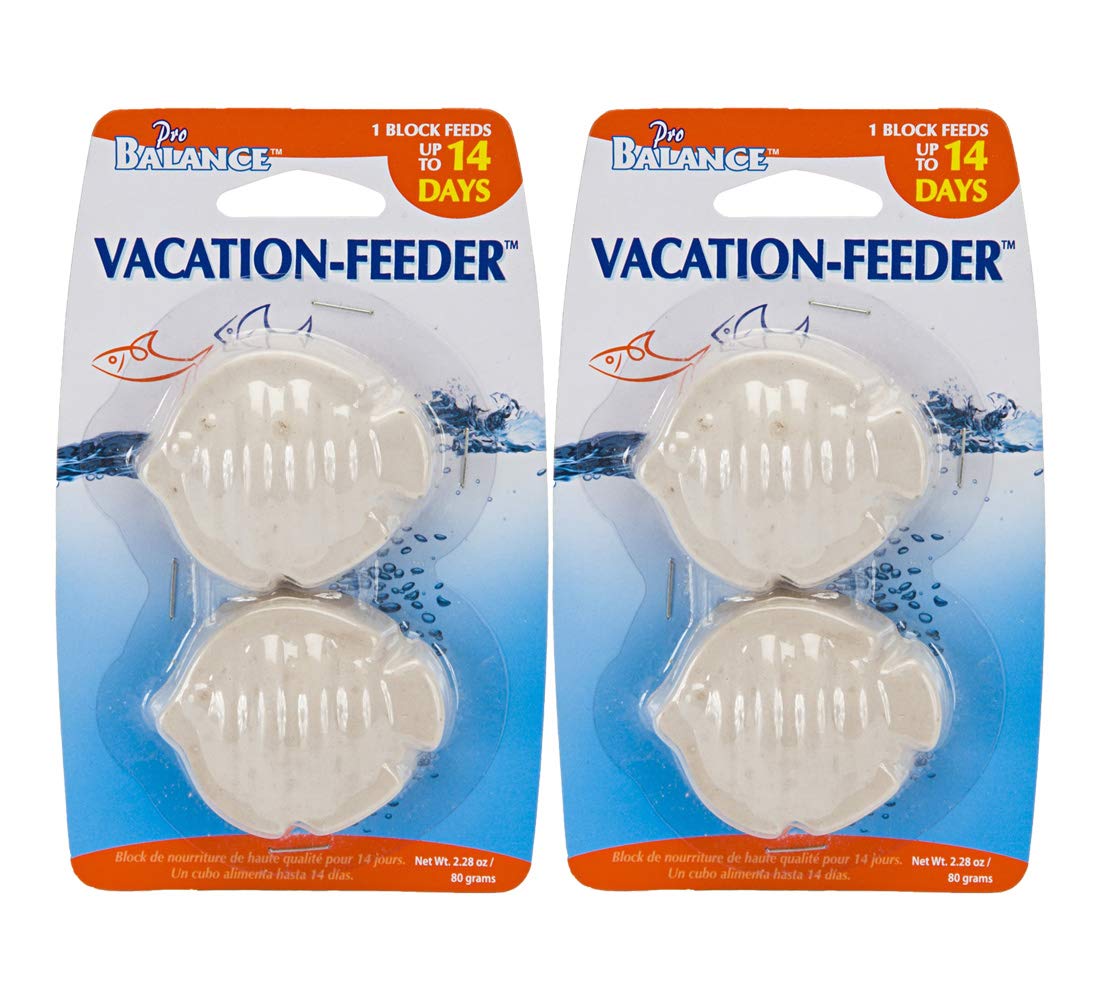 Pro
BALANCE™
1 BLOCK FEEDS
UP TO 14
DAYS
VACATION-FEEDER™
Block de nourriture de haute qualité pour 14 jours.
Un cubo alimenta hasta 14 días.
Net Wt. 2.28 oz /
80 grams
Pro
BALANCE™
1 BLOCK FEEDS
UP TO 14
DAYS
VACATION-FEEDER™
Block de nourriture de haute qualité pour 14 jours.
Un cubo alimenta hasta 14 días.
Net Wt. 2.28 oz /
80 grams